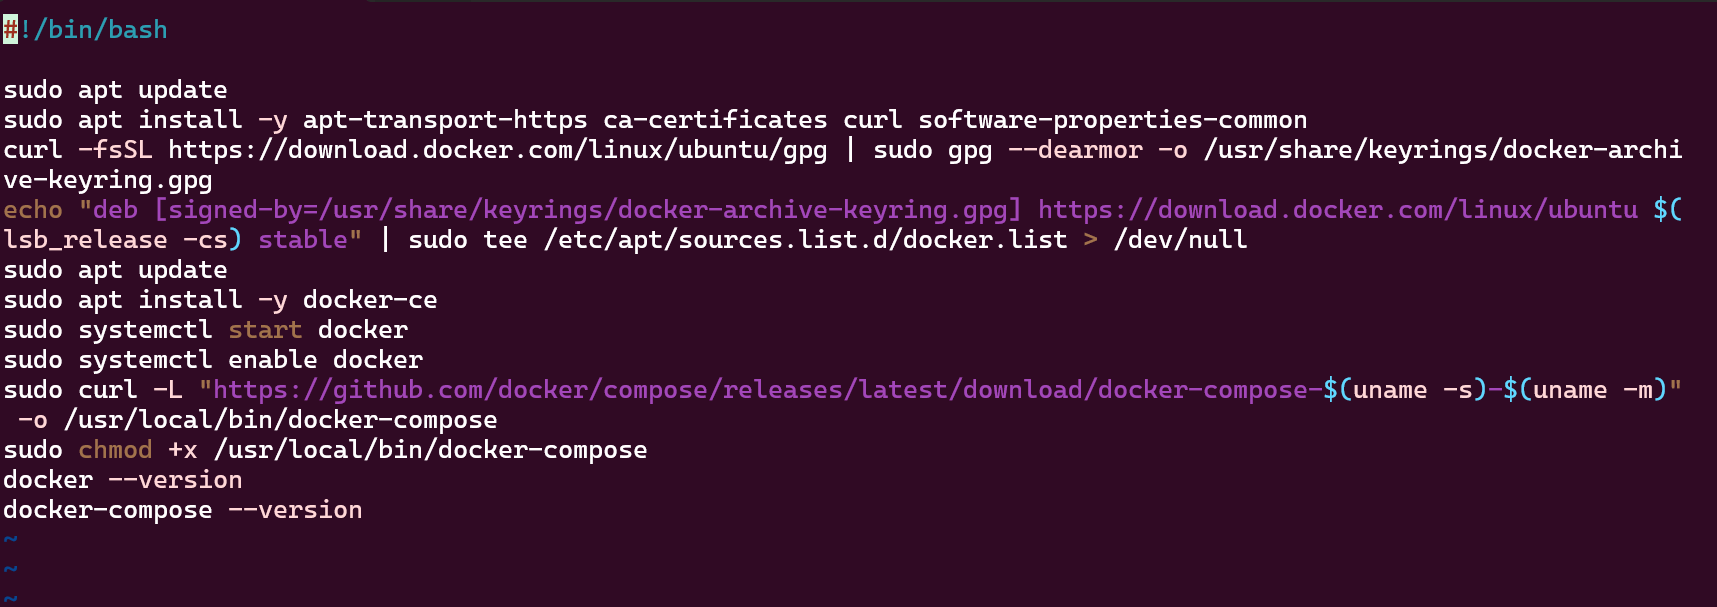 #!/bin/bash
sudo apt update
sudo apt install -y apt-transport-https ca-certificates curl software-properties-common
curl -fsSL https://download.docker.com/linux/ubuntu/gpg | sudo gpg --dearmor -o /usr/share/keyrings/docker-archi
ve-keyring.gpg
echo "deb [signed-by=/usr/share/keyrings/docker-archive-keyring.gpg] https://download.docker.com/linux/ubuntu $(
lsb_release -cs) stable" | sudo tee /etc/apt/sources.list.d/docker.list > /dev/null
sudo apt update
sudo apt install -y docker-ce
sudo systemctl start docker
sudo systemctl enable docker
sudo curl -L "https://github.com/docker/compose/releases/latest/download/docker-compose-$(uname -s)-$(uname -m)"
 -o /usr/local/bin/docker-compose
sudo chmod +x /usr/local/bin/docker-compose
docker --version
docker-compose --version
~
~
~